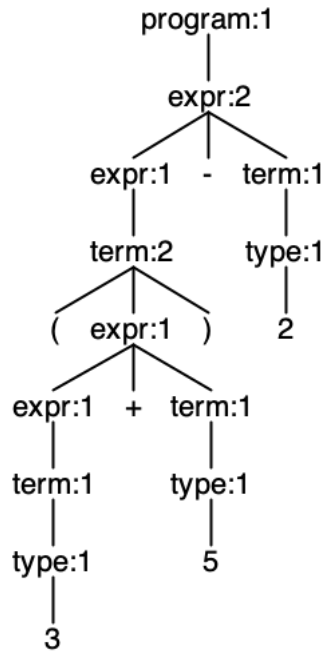 program:1
expr:2
expr:1 - term:1
term:2 type:1
( expr:1 ) 2
expr:1 + term:1
term:1 type:1
type:1 5
3